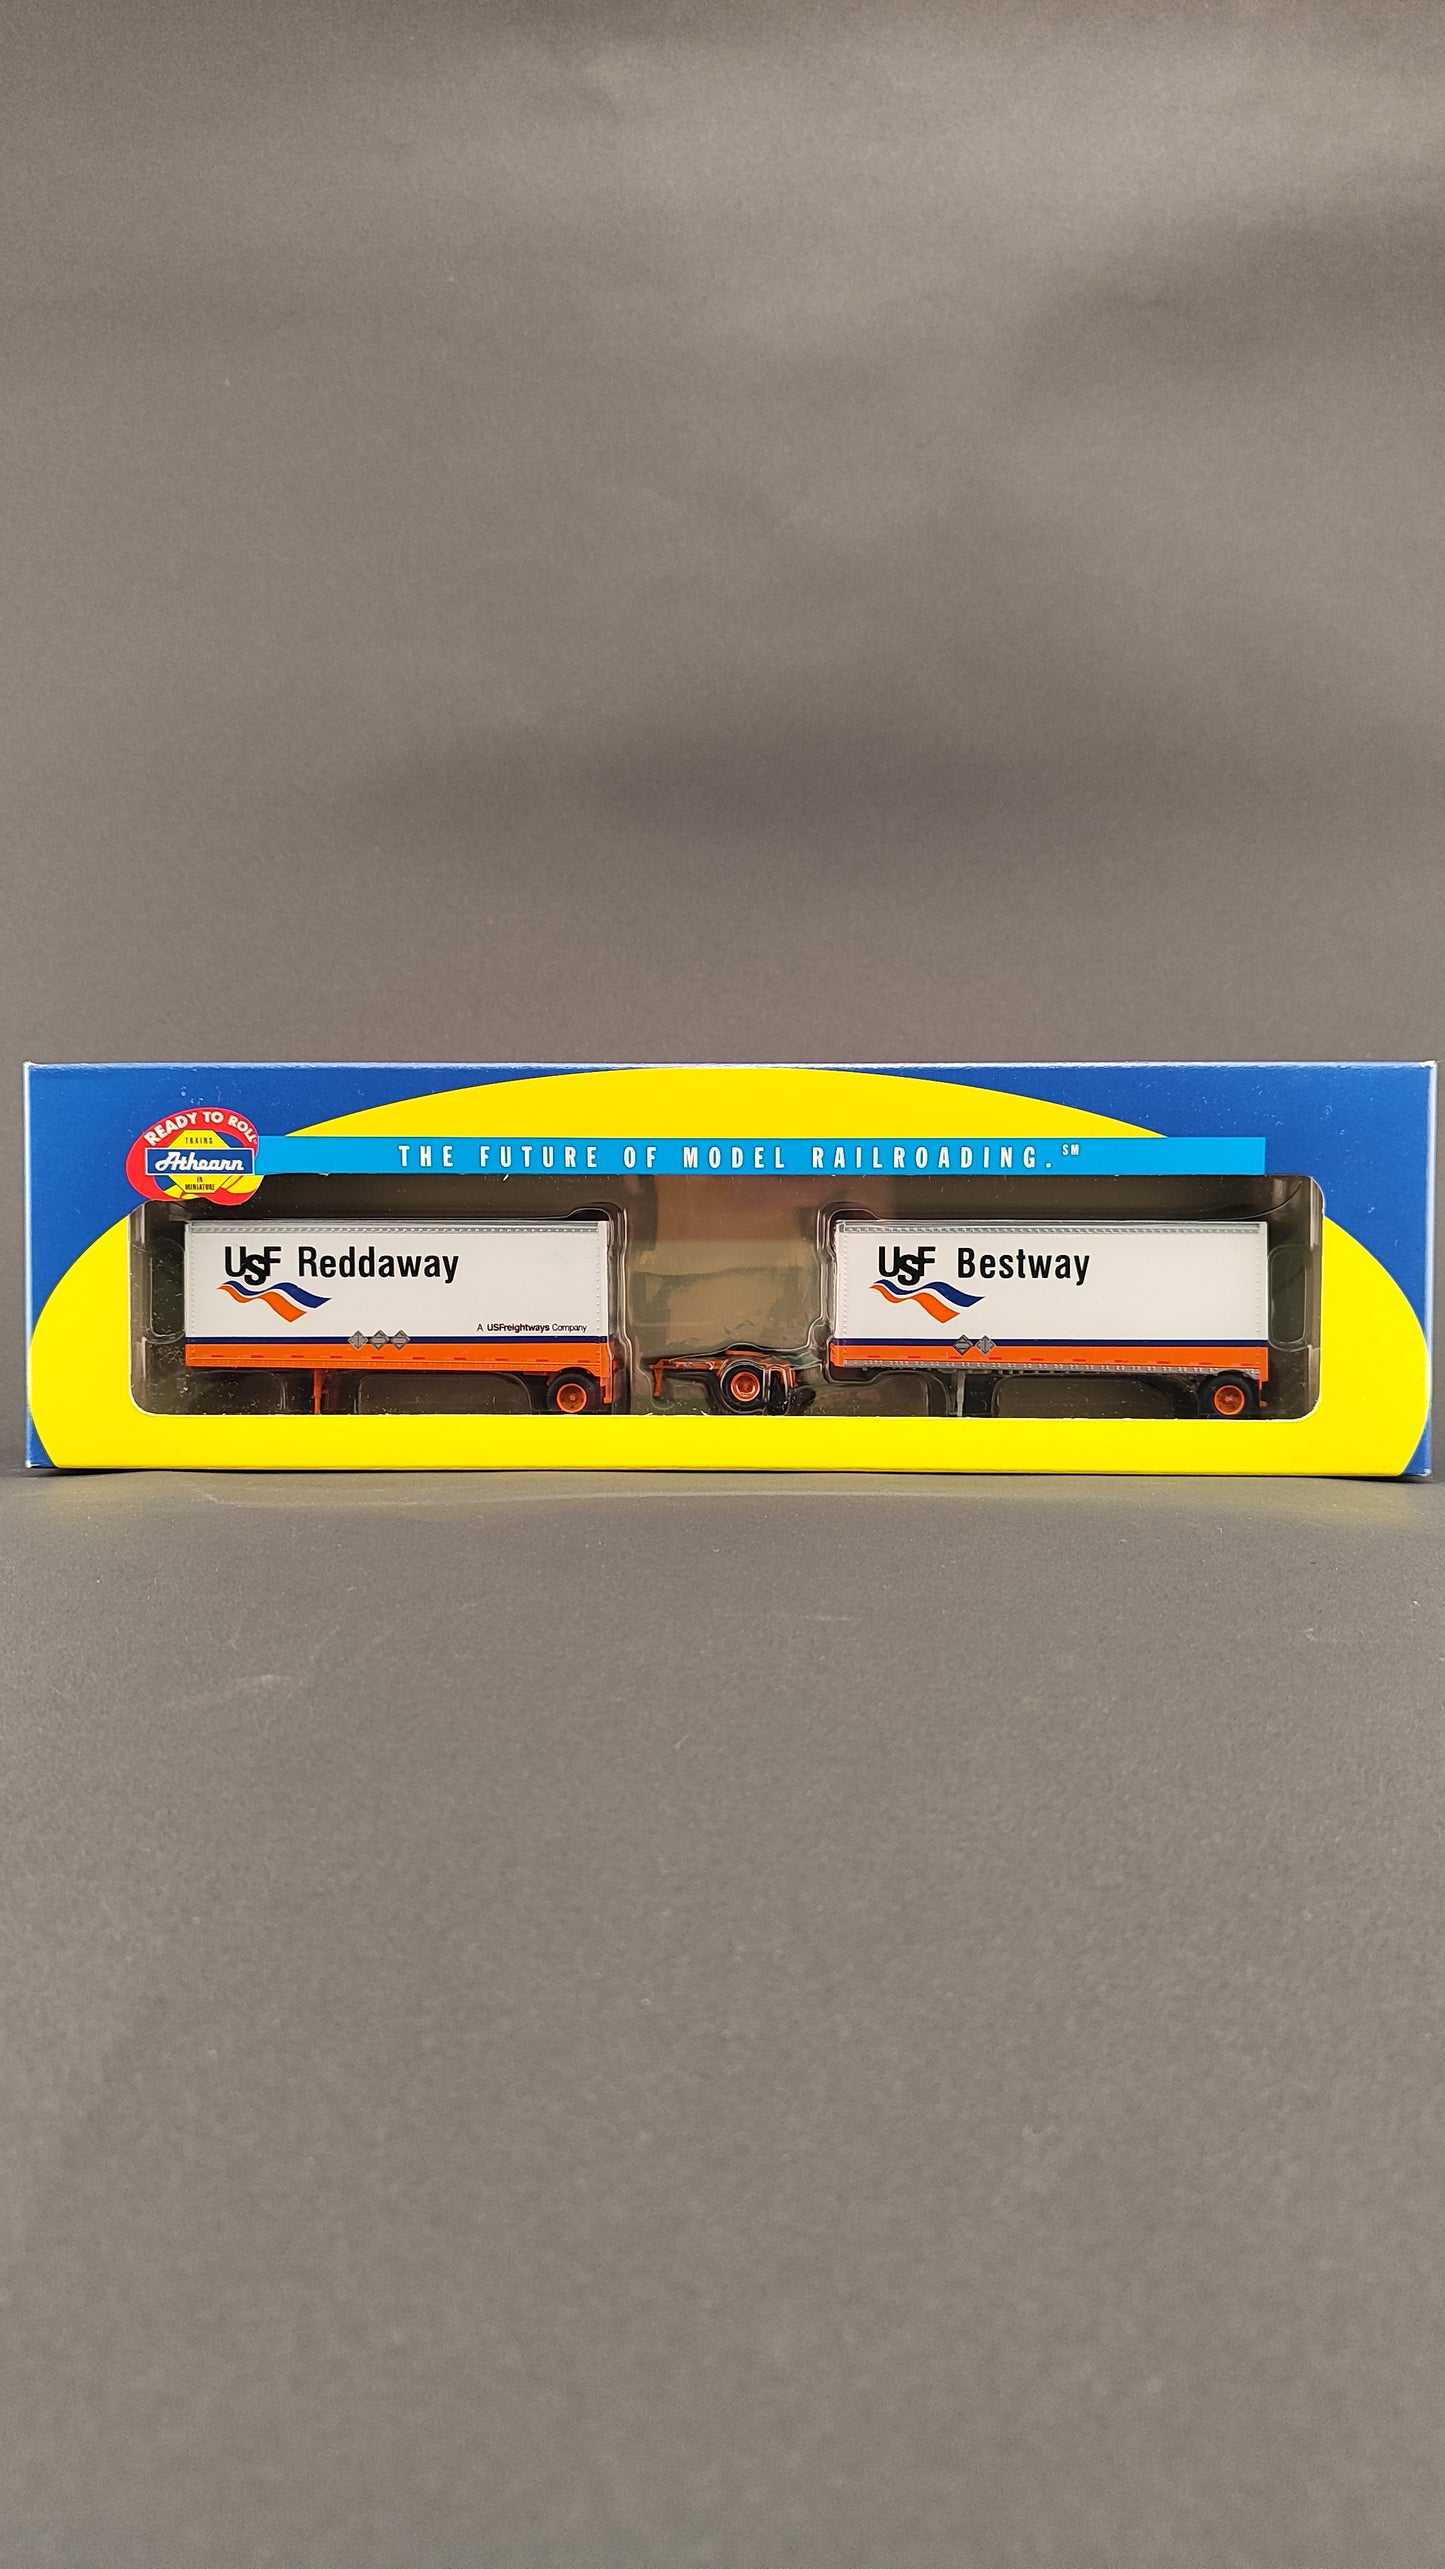 READY TO ROLL
TRAINS
Athearn
IN
MINIATURE
THE FUTURE OF MODEL RAILROADING.℠
USF Reddaway
A USFreightways Company
USF Bestway